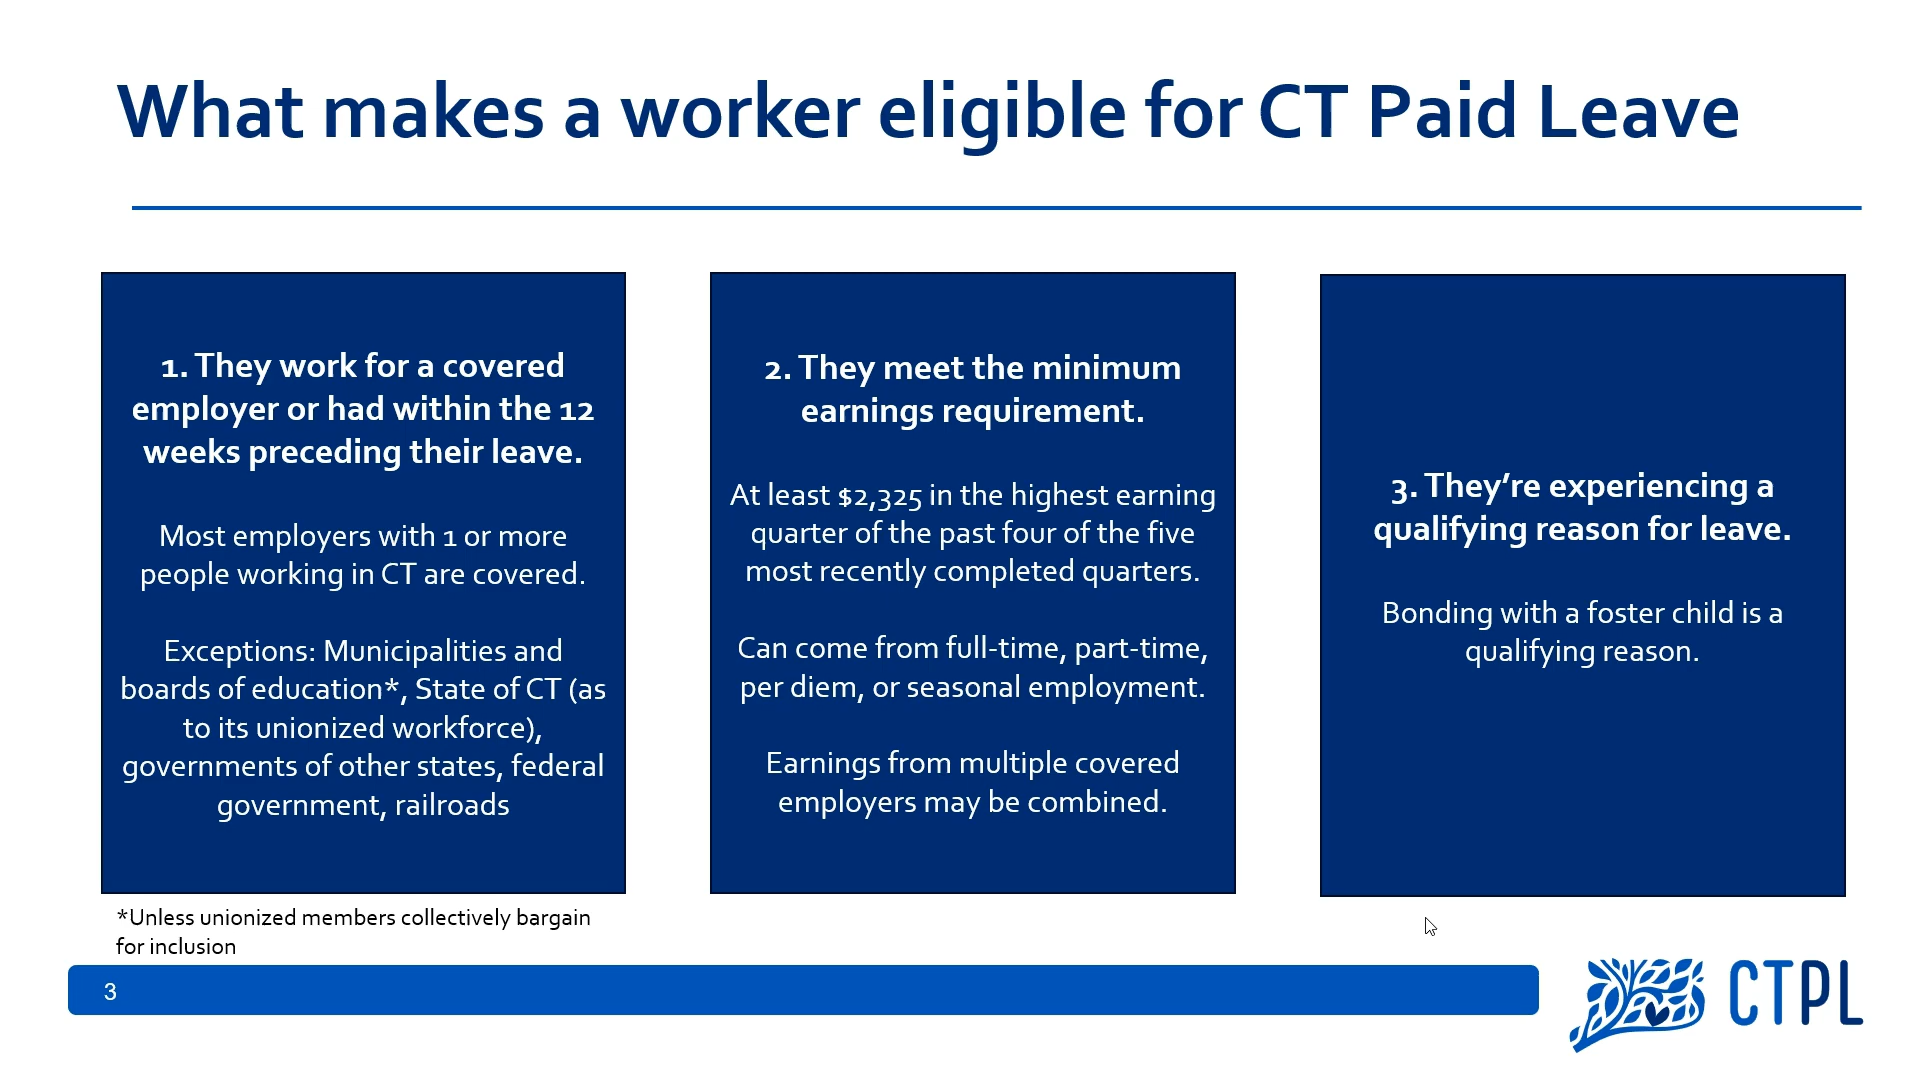 What makes a worker eligible for CT Paid Leave
1. They work for a covered
employer or had within the 12
weeks preceding their leave.
Most employers with 1 or more
people working in CT are covered.
Exceptions: Municipalities and
boards of education*, State of CT (as
to its unionized workforce),
governments of other states, federal
government, railroads
*Unless unionized members collectively bargain
for inclusion
2. They meet the minimum
earnings requirement.
At least $2,325 in the highest earning
quarter of the past four of the five
most recently completed quarters.
Can come from full-time, part-time,
per diem, or seasonal employment.
Earnings from multiple covered
employers may be combined.
3. They’re experiencing a
qualifying reason for leave.
Bonding with a foster child is a
qualifying reason.
3
CTPL